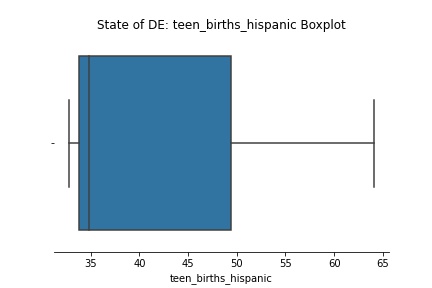 State of DE: teen_births_hispanic Boxplot
-
35 40 45 50 55 60 65
teen_births_hispanic